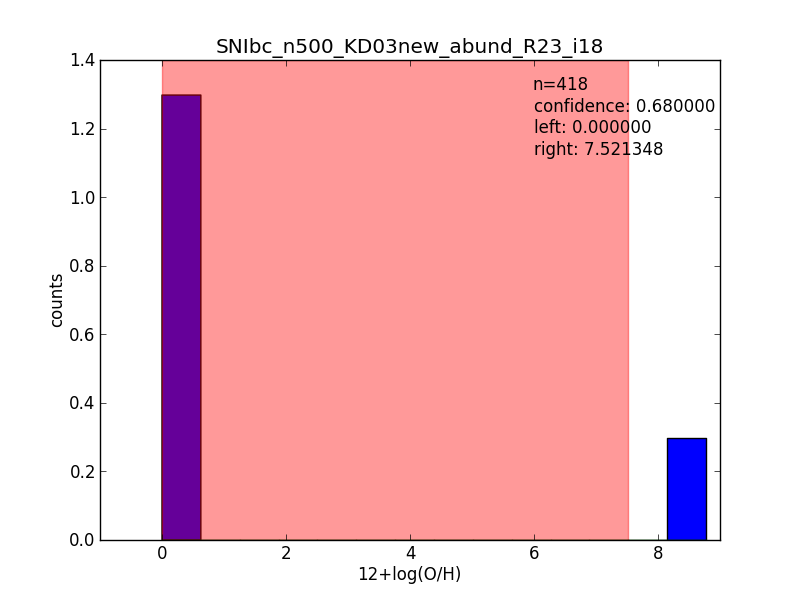 SNIbc_n500_KD03new_abund_R23_i18
n=418
confidence: 0.680000
left: 0.000000
right: 7.521348
1.4
1.2
1.0
0.8
0.6
0.4
0.2
0.0
counts
0 2 4 6 8
12+log(O/H)